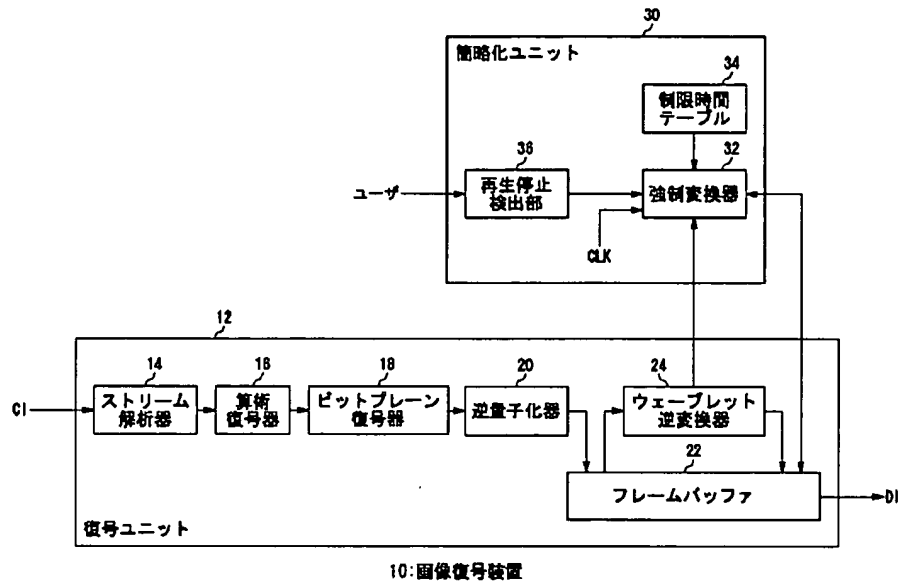 30
簡略化ユニット
34
制限時間
テーブル
36
32
ユーザ
再生停止
検出部
強制変換器
CLK
12
14
16
18
20
24
CI
ストリーム
解析器
算術
復号器
ビットプレーン
復号器
逆量子化器
ウェーブレット
逆変換器
22
フレームバッファ
DI
復号ユニット
10:画像復号装置